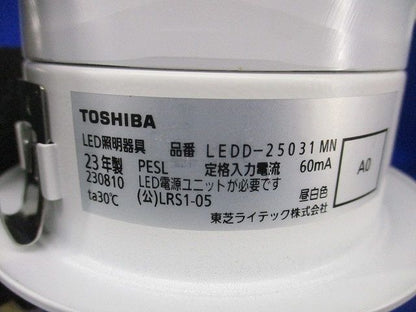 TOSHIBA
LED照明器具 品番 LEDD-25031MN
23年製 PESL 定格入力電流 60mA
230810 LED電源ユニットが必要です
ta30℃ (公)LRS1-05 昼白色
東芝ライテック株式会社
A0